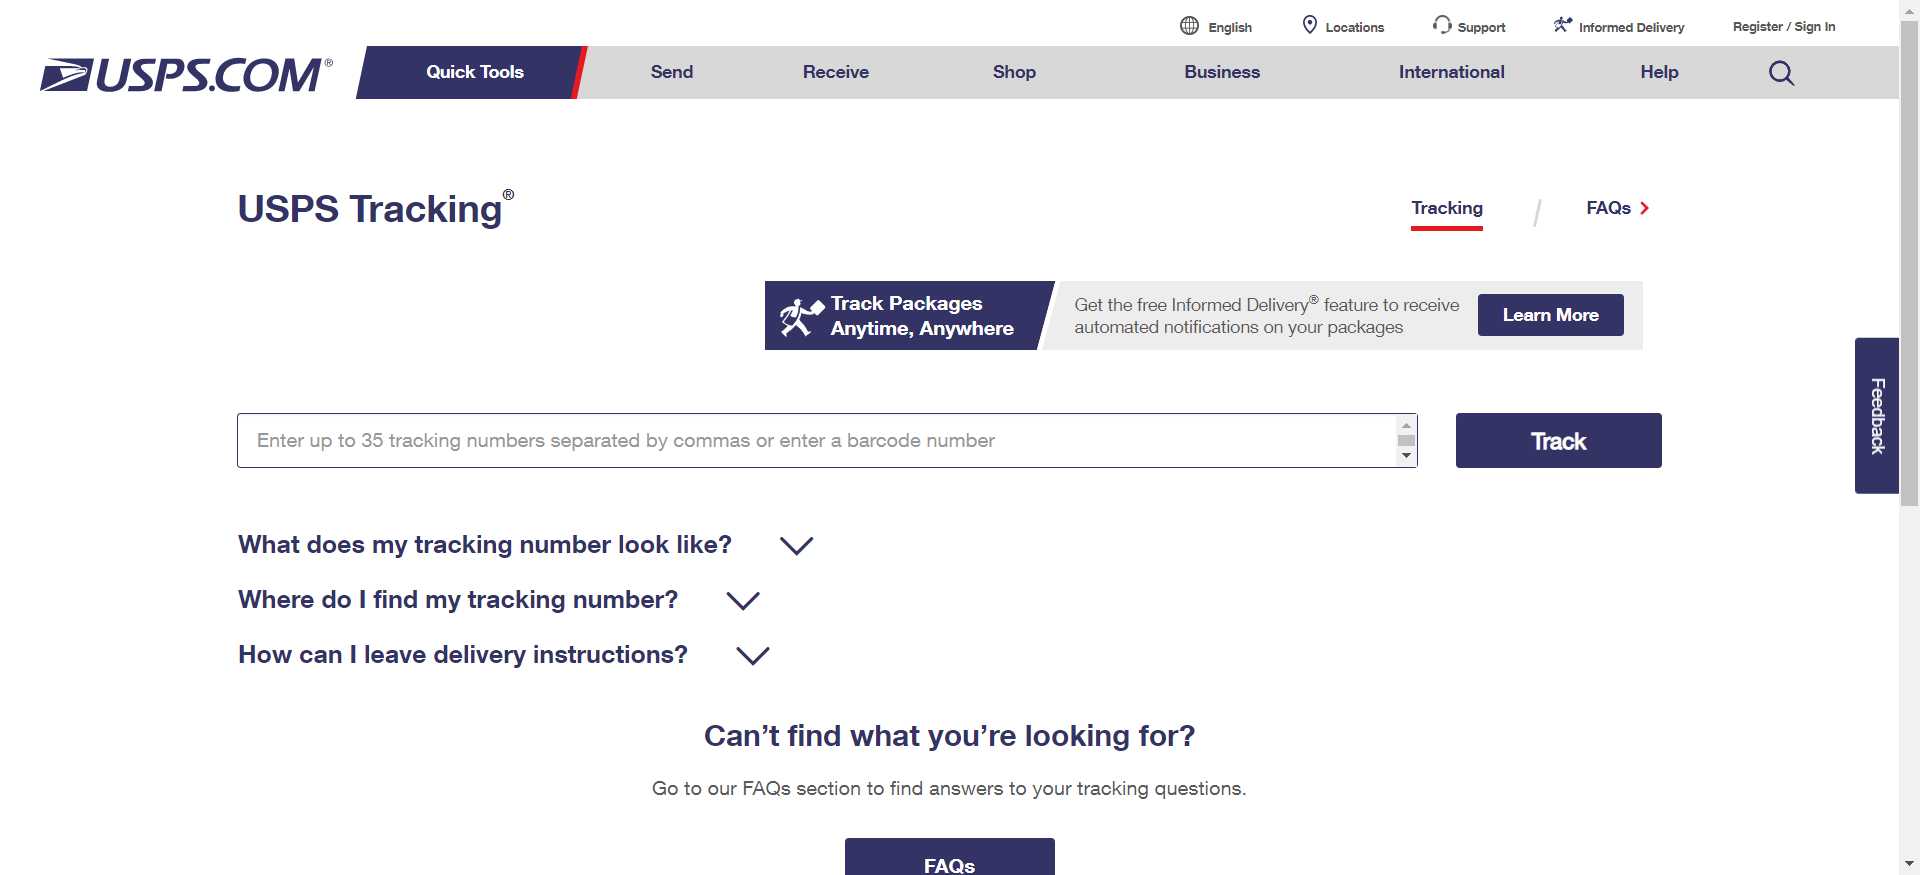 English
Locations
Support
Informed Delivery
Register / Sign In
USPS.COM®
Quick Tools
Send
Receive
Shop
Business
International
Help
USPS Tracking®
Tracking
/
FAQs
Track Packages
Anytime, Anywhere
Get the free Informed Delivery® feature to receive
automated notifications on your packages
Learn More
Feedback
Enter up to 35 tracking numbers separated by commas or enter a barcode number
Track
What does my tracking number look like?
Where do I find my tracking number?
How can I leave delivery instructions?
Can’t find what you’re looking for?
Go to our FAQs section to find answers to your tracking questions.
FAQs